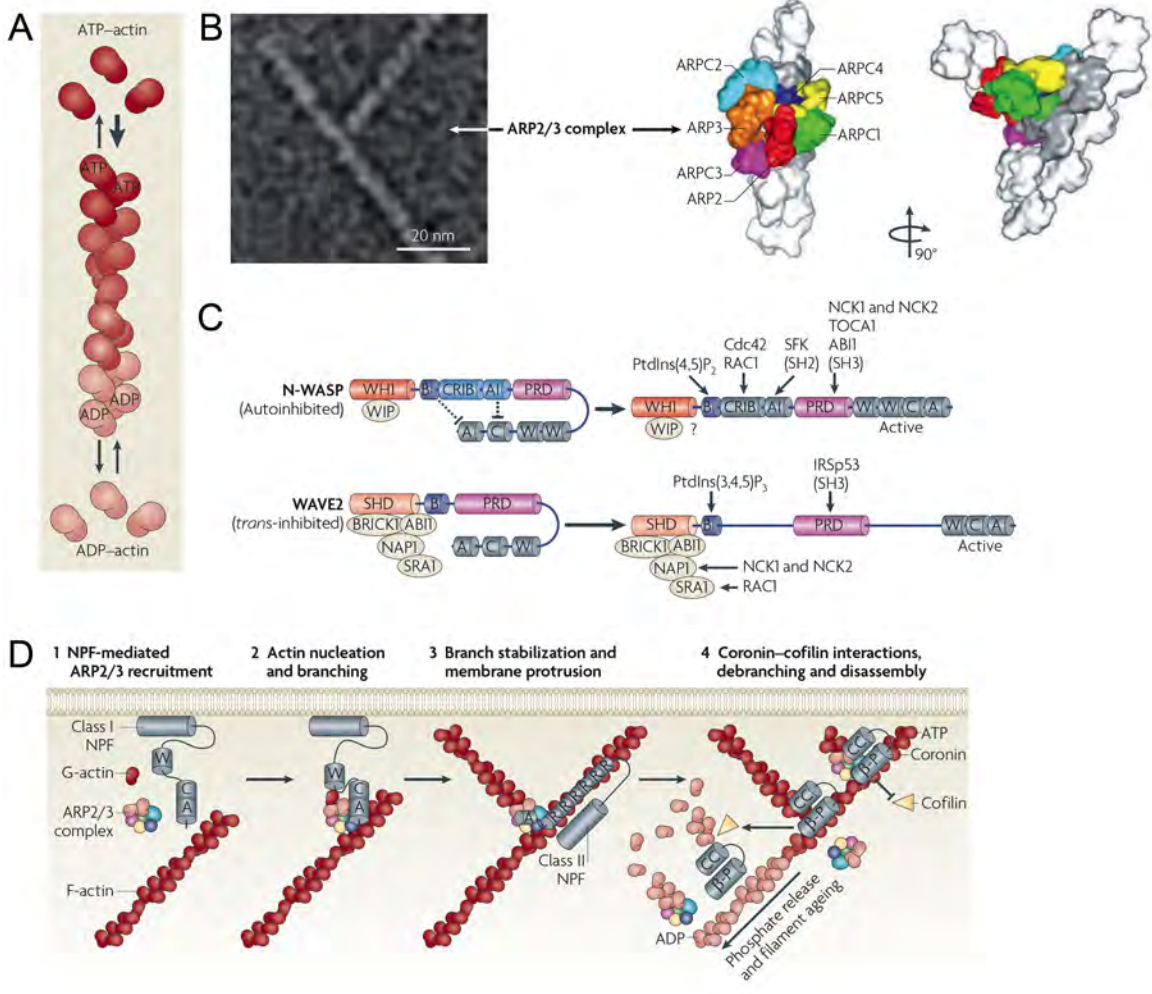 A
ATP–actin
ATP
ATP
ADP
ADP
ADP–actin
B
20 nm
ARP2/3 complex
ARPC2
ARP3
ARPC3
ARP2
ARPC4
ARPC5
ARPC1
90°
C
N-WASP
(Autoinhibited)
WH1
B
CRIB
AI
PRD
WIP
A
C
W
W
PtdIns(4,5)P2
Cdc42
RAC1
SFK
(SH2)
NCK1 and NCK2
TOCA1
ABI1
(SH3)
WH1
B
CRIB
AI
PRD
W
W
C
A
WIP
?
Active
WAVE2
(trans-inhibited)
SHD
B
PRD
BRICK1
ABI1
NAP1
SRA1
A
C
W
PtdIns(3,4,5)P3
IRSp53
(SH3)
SHD
B
PRD
W
C
A
BRICK1
ABI1
Active
NAP1
NCK1 and NCK2
SRA1
RAC1
D
1 NPF-mediated
ARP2/3 recruitment
2 Actin nucleation
and branching
3 Branch stabilization and
membrane protrusion
4 Coronin–cofilin interactions,
debranching and disassembly
Class I
NPF
W
G-actin
C
A
ARP2/3
complex
F-actin
W
C
A
A
RRRRRR
Class II
NPF
CC
β-P
ATP
Coronin
Cofilin
CC
β-P
CC
β-P
ADP
Phosphate release
and filament ageing